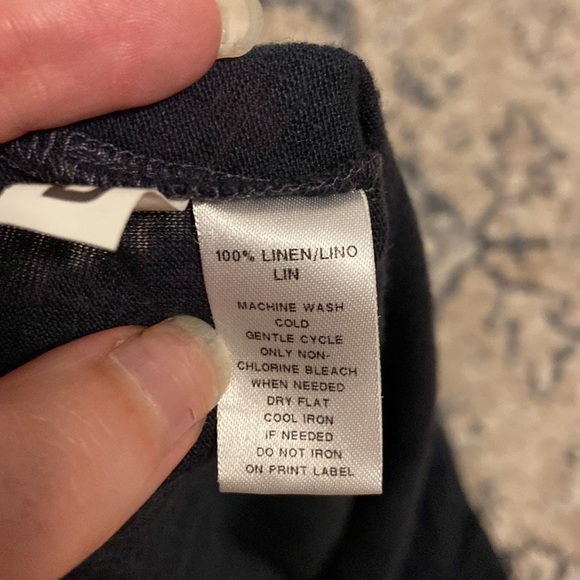 100% LINEN/LINO
LIN
MACHINE WASH
COLD
GENTLE CYCLE
ONLY NON-
CHLORINE BLEACH
WHEN NEEDED
DRY FLAT
COOL IRON
IF NEEDED
DO NOT IRON
ON PRINT LABEL